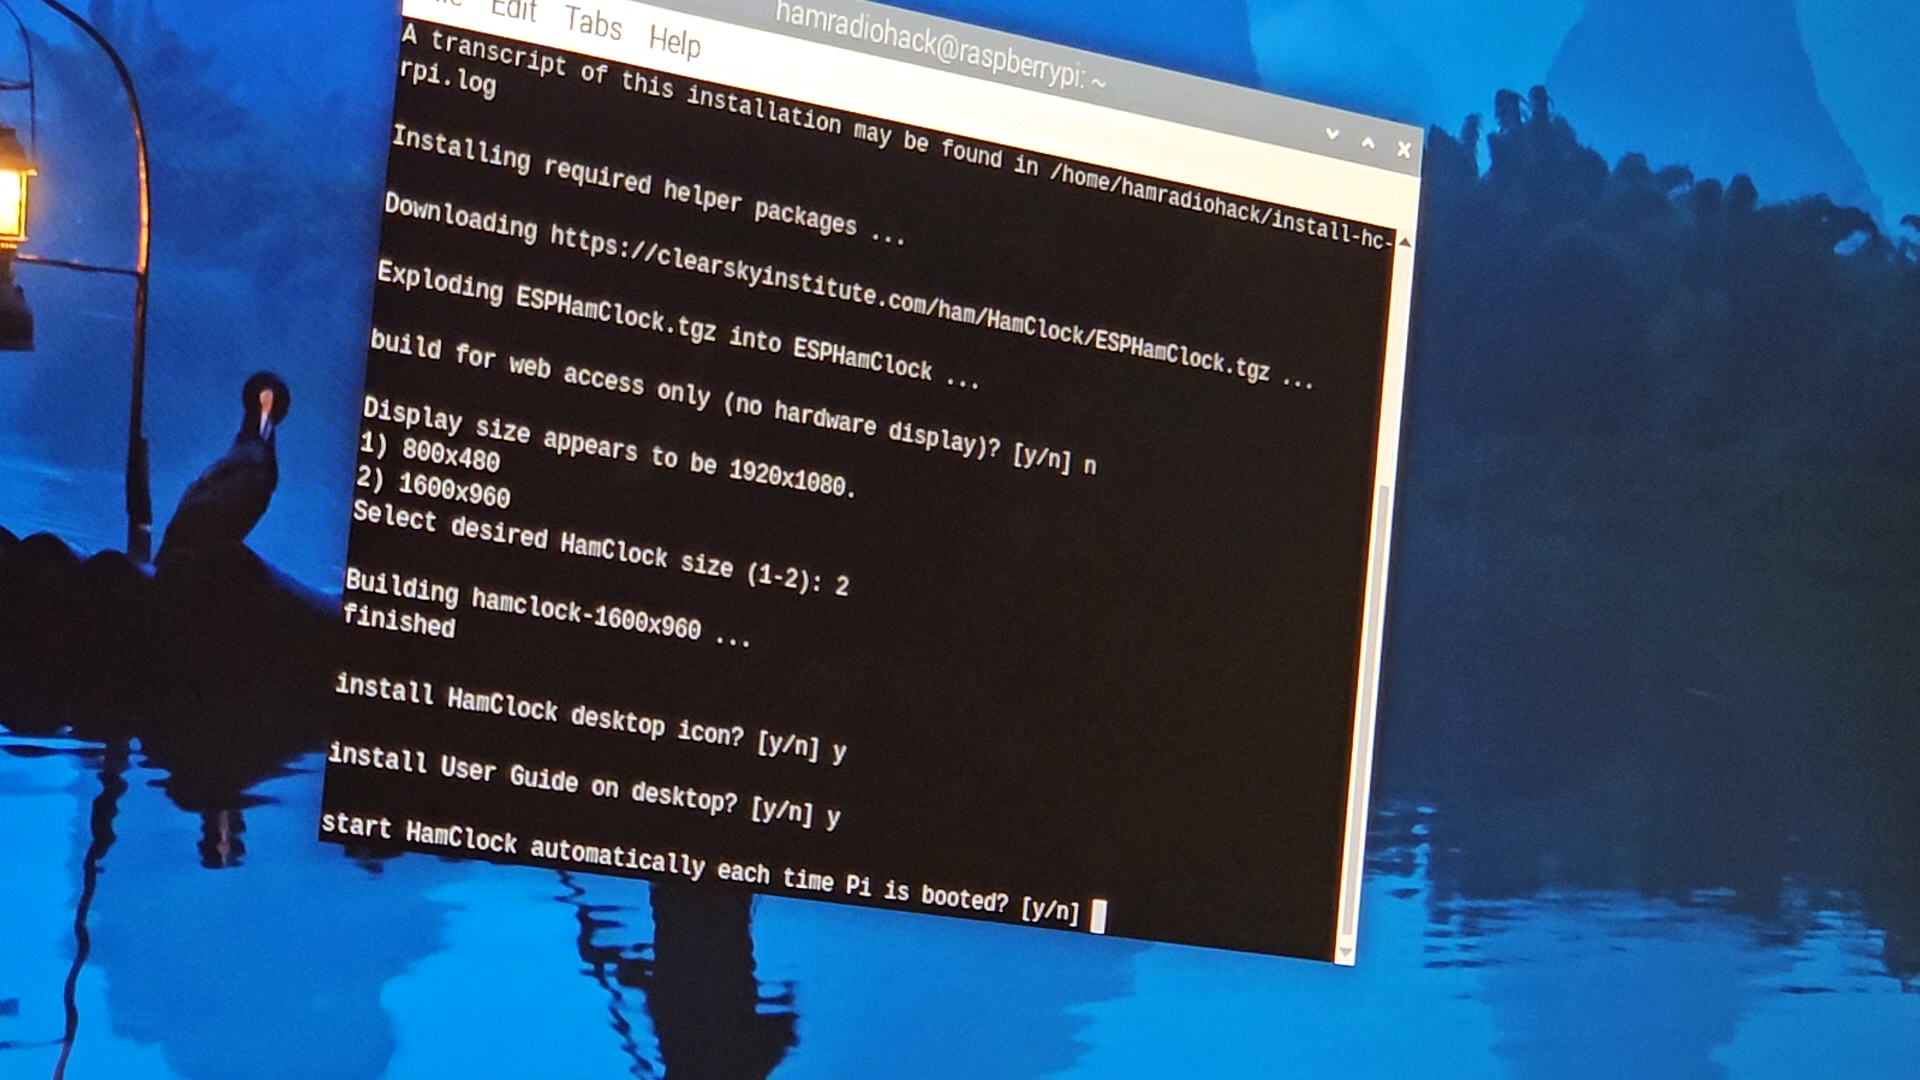 Edit Tabs Help
hamradiohack@raspberrypi: ~
A transcript of this installation may be found in /home/hamradiohack/install-hc-
rpi.log
Installing required helper packages ...
Downloading https://clearskyinstitute.com/ham/HamClock/ESPHamClock.tgz ...
Exploding ESPHamClock.tgz into ESPHamClock ...
build for web access only (no hardware display)? [y/n] n
Display size appears to be 1920x1080.
1) 800x480
2) 1600x960
Select desired HamClock size (1-2): 2
Building hamclock-1600x960 ...
finished
install HamClock desktop icon? [y/n] y
install User Guide on desktop? [y/n] y
start HamClock automatically each time Pi is booted? [y/n]